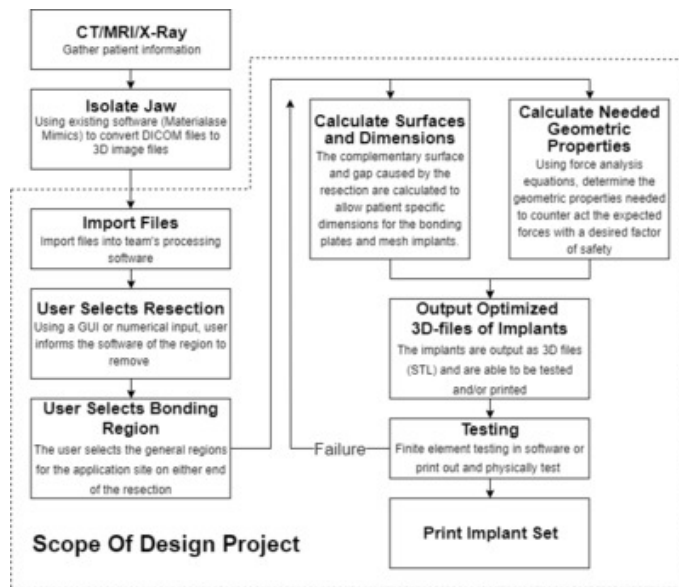 CT/MRI/X-Ray
Gather patient information
Isolate Jaw
Using existing software (Materialase
Mimics) to convert DICOM files to
3D image files
Import Files
Import files into team's processing
software
User Selects Resection
Using a GUI or numerical input, user
informs the software of the region to
remove
User Selects Bonding
Region
The user selects the general regions
for the application site on either end
of the resection
Calculate Surfaces
and Dimensions
The complementary surface
and gap caused by the
resection are calculated to
allow patient specific
dimensions for the bonding
plates and mesh implants.
Calculate Needed
Geometric
Properties
Using force analysis
equations, determine the
geometric properties needed
to counter act the expected
forces with a desired factor of
safety
Output Optimized
3D-files of Implants
The implants are output as 3D files
(STL) and are able to be tested
and/or printed
Testing
Finite element testing in software or
print out and physically test
Failure
Print Implant Set
Scope Of Design Project